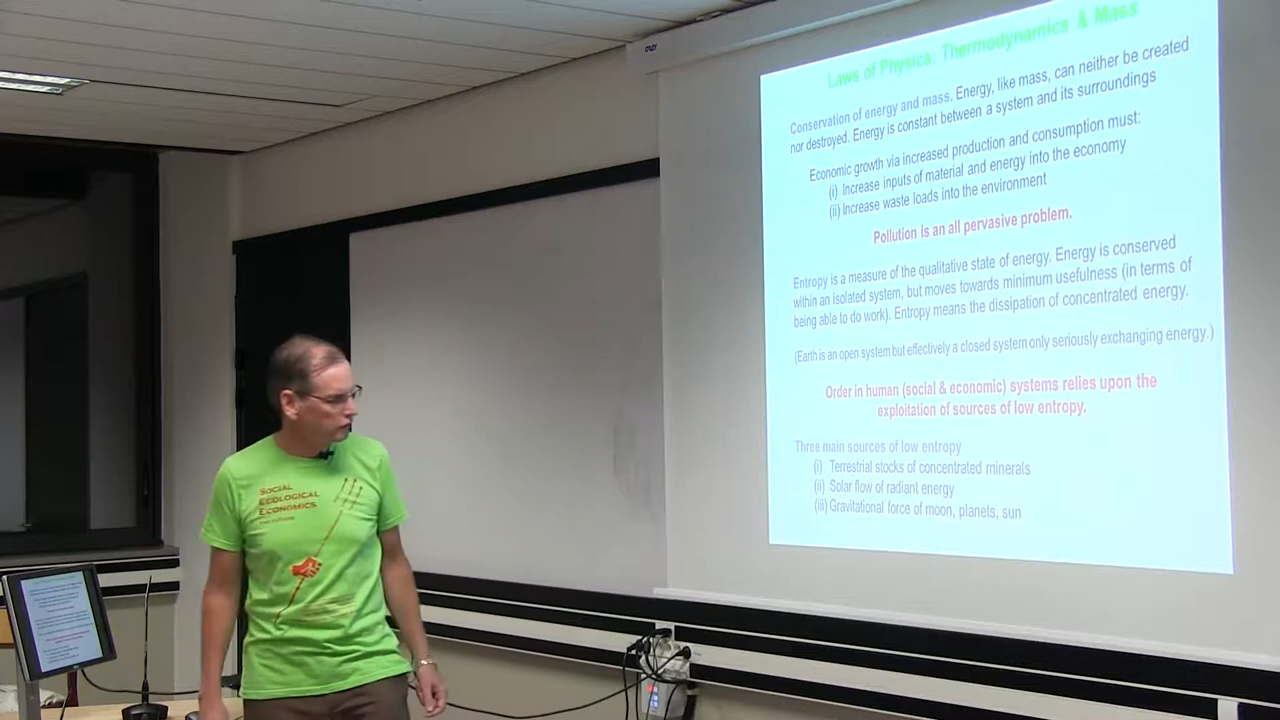 Laws of Physics: Thermodynamics & Mass
Conservation of energy and mass. Energy, like mass, can neither be created
nor destroyed. Energy is constant between a system and its surroundings
Economic growth via increased production and consumption must:
(i) Increase inputs of material and energy into the economy
(ii) Increase waste loads into the environment
Pollution is an all pervasive problem.
Entropy is a measure of the qualitative state of energy. Energy is conserved
within an isolated system, but moves towards minimum usefulness (in terms of
being able to do work). Entropy means the dissipation of concentrated energy.
(Earth is an open system but effectively a closed system only seriously exchanging energy.)
Order in human (social & economic) systems relies upon the
exploitation of sources of low entropy.
Three main sources of low entropy
(i) Terrestrial stocks of concentrated minerals
(ii) Solar flow of radiant energy
(iii) Gravitational force of moon, planets, sun
SOCIAL
ECOLOGICAL
ECONOMICS